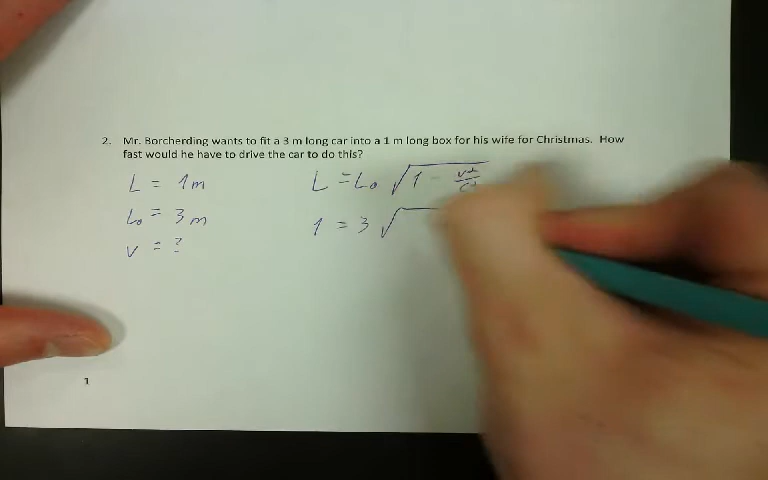 2. Mr. Borcherding wants to fit a 3 m long car into a 1 m long box for his wife for Christmas. How
fast would he have to drive the car to do this?
L = 1m
L = L₀ √1 - v²/c²
L₀ = 3 m
1 = 3 √
v = ?
1